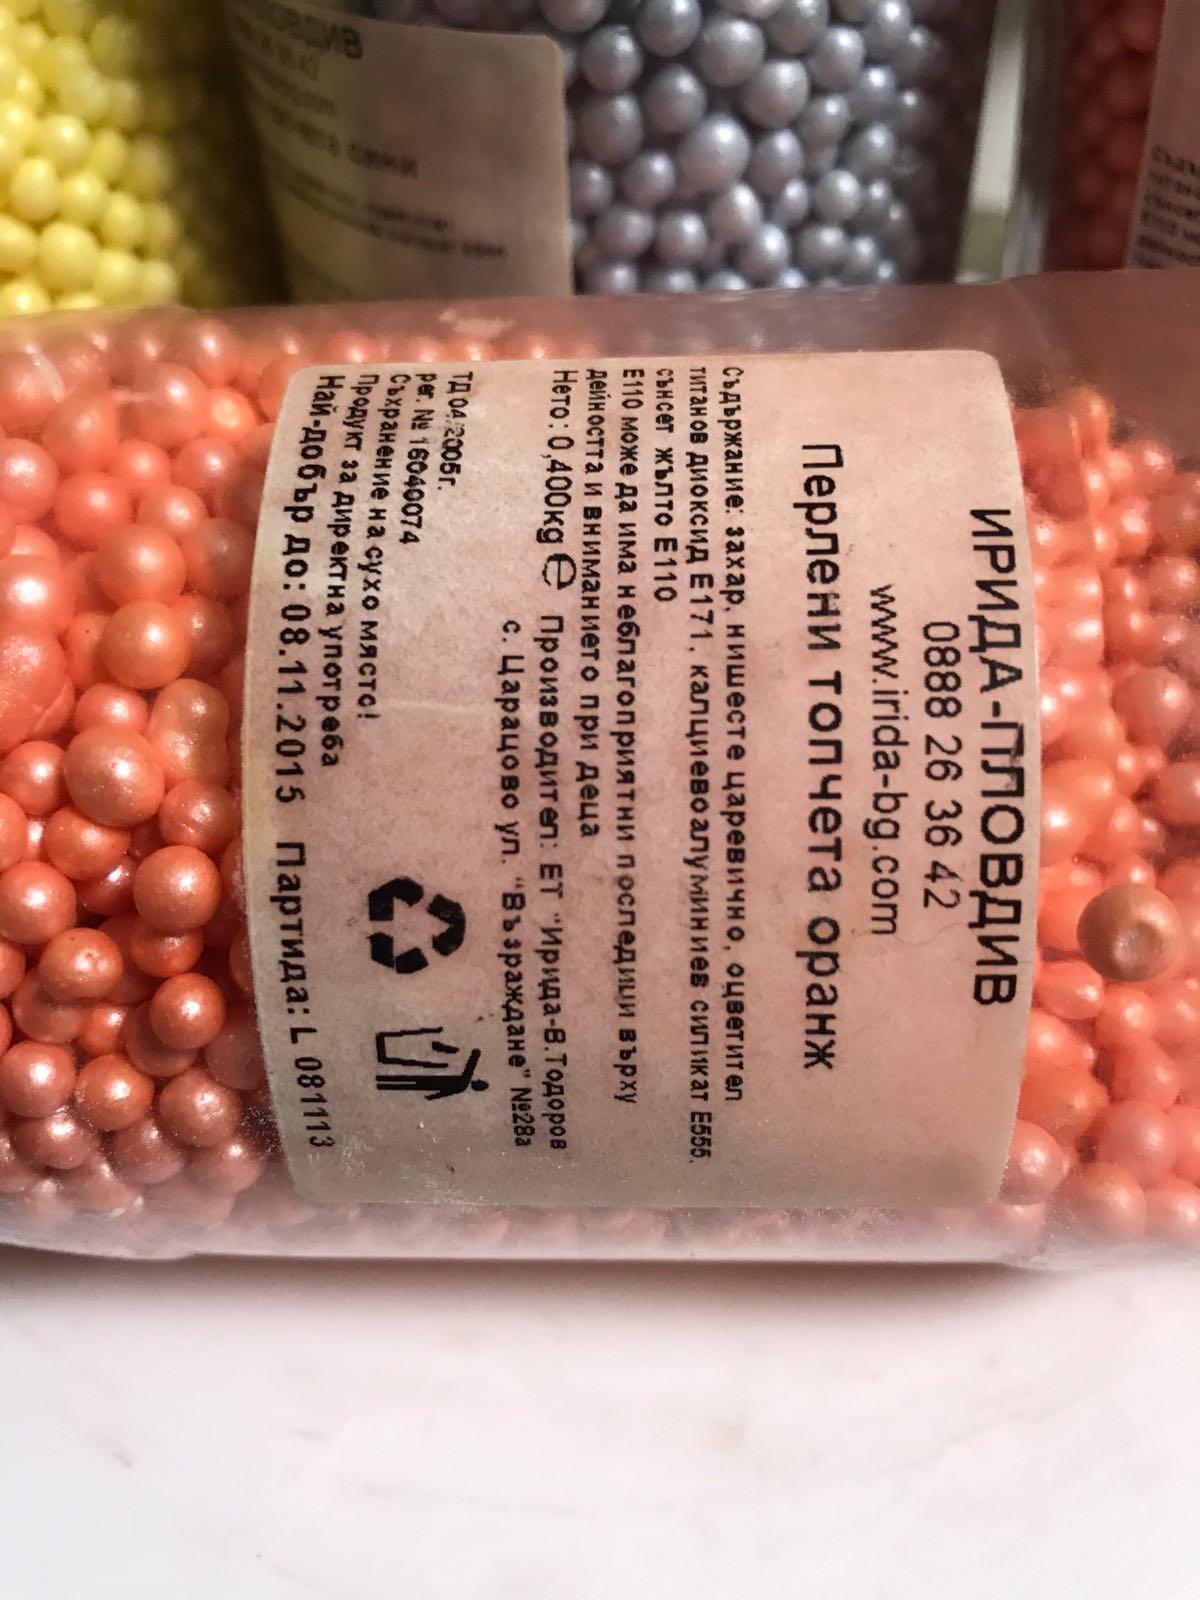 ИРИДА-ПЛОВДИВ
0888 26 36 42
www.irida-bg.com
Перлени топчета оранж
Съдържание: захар, нишесте царевично, оцветител
титанов диоксид Е171, калциевоалуминиев силикат Е555,
сънсет жълто Е110
Е110 може да има неблагоприятни последици върху
дейността и вниманието при деца
Нето: 0,400kg e Производител: ЕТ "Ирида-В.Тодоров"
с. Царацово ул. "Възраждане" №28а
ТД 04/2005г.
рег. № 16040074
Съхранение на сухо място!
Продукт за директна употреба
Най-добър до: 08.11.2015 Партида: L 081113